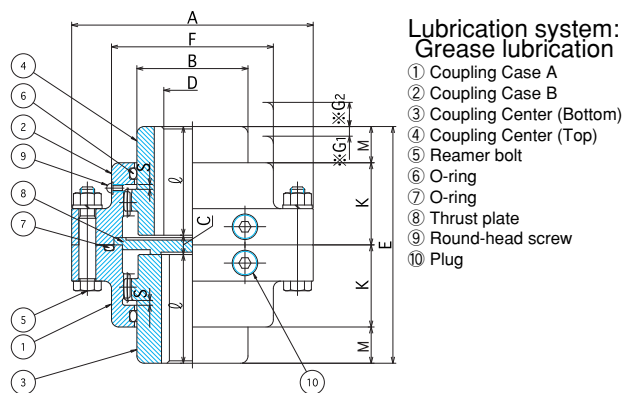 A
F
B
D
Lubrication system:
Grease lubrication
① Coupling Case A
② Coupling Case B
③ Coupling Center (Bottom)
④ Coupling Center (Top)
⑤ Reamer bolt
⑥ O-ring
⑦ O-ring
⑧ Thrust plate
⑨ Round-head screw
⑩ Plug
4
6
2
9
8
7
5
1
3
10
※G2
※G1
M
K
E
K
M
S
ℓ
C
S
ℓ